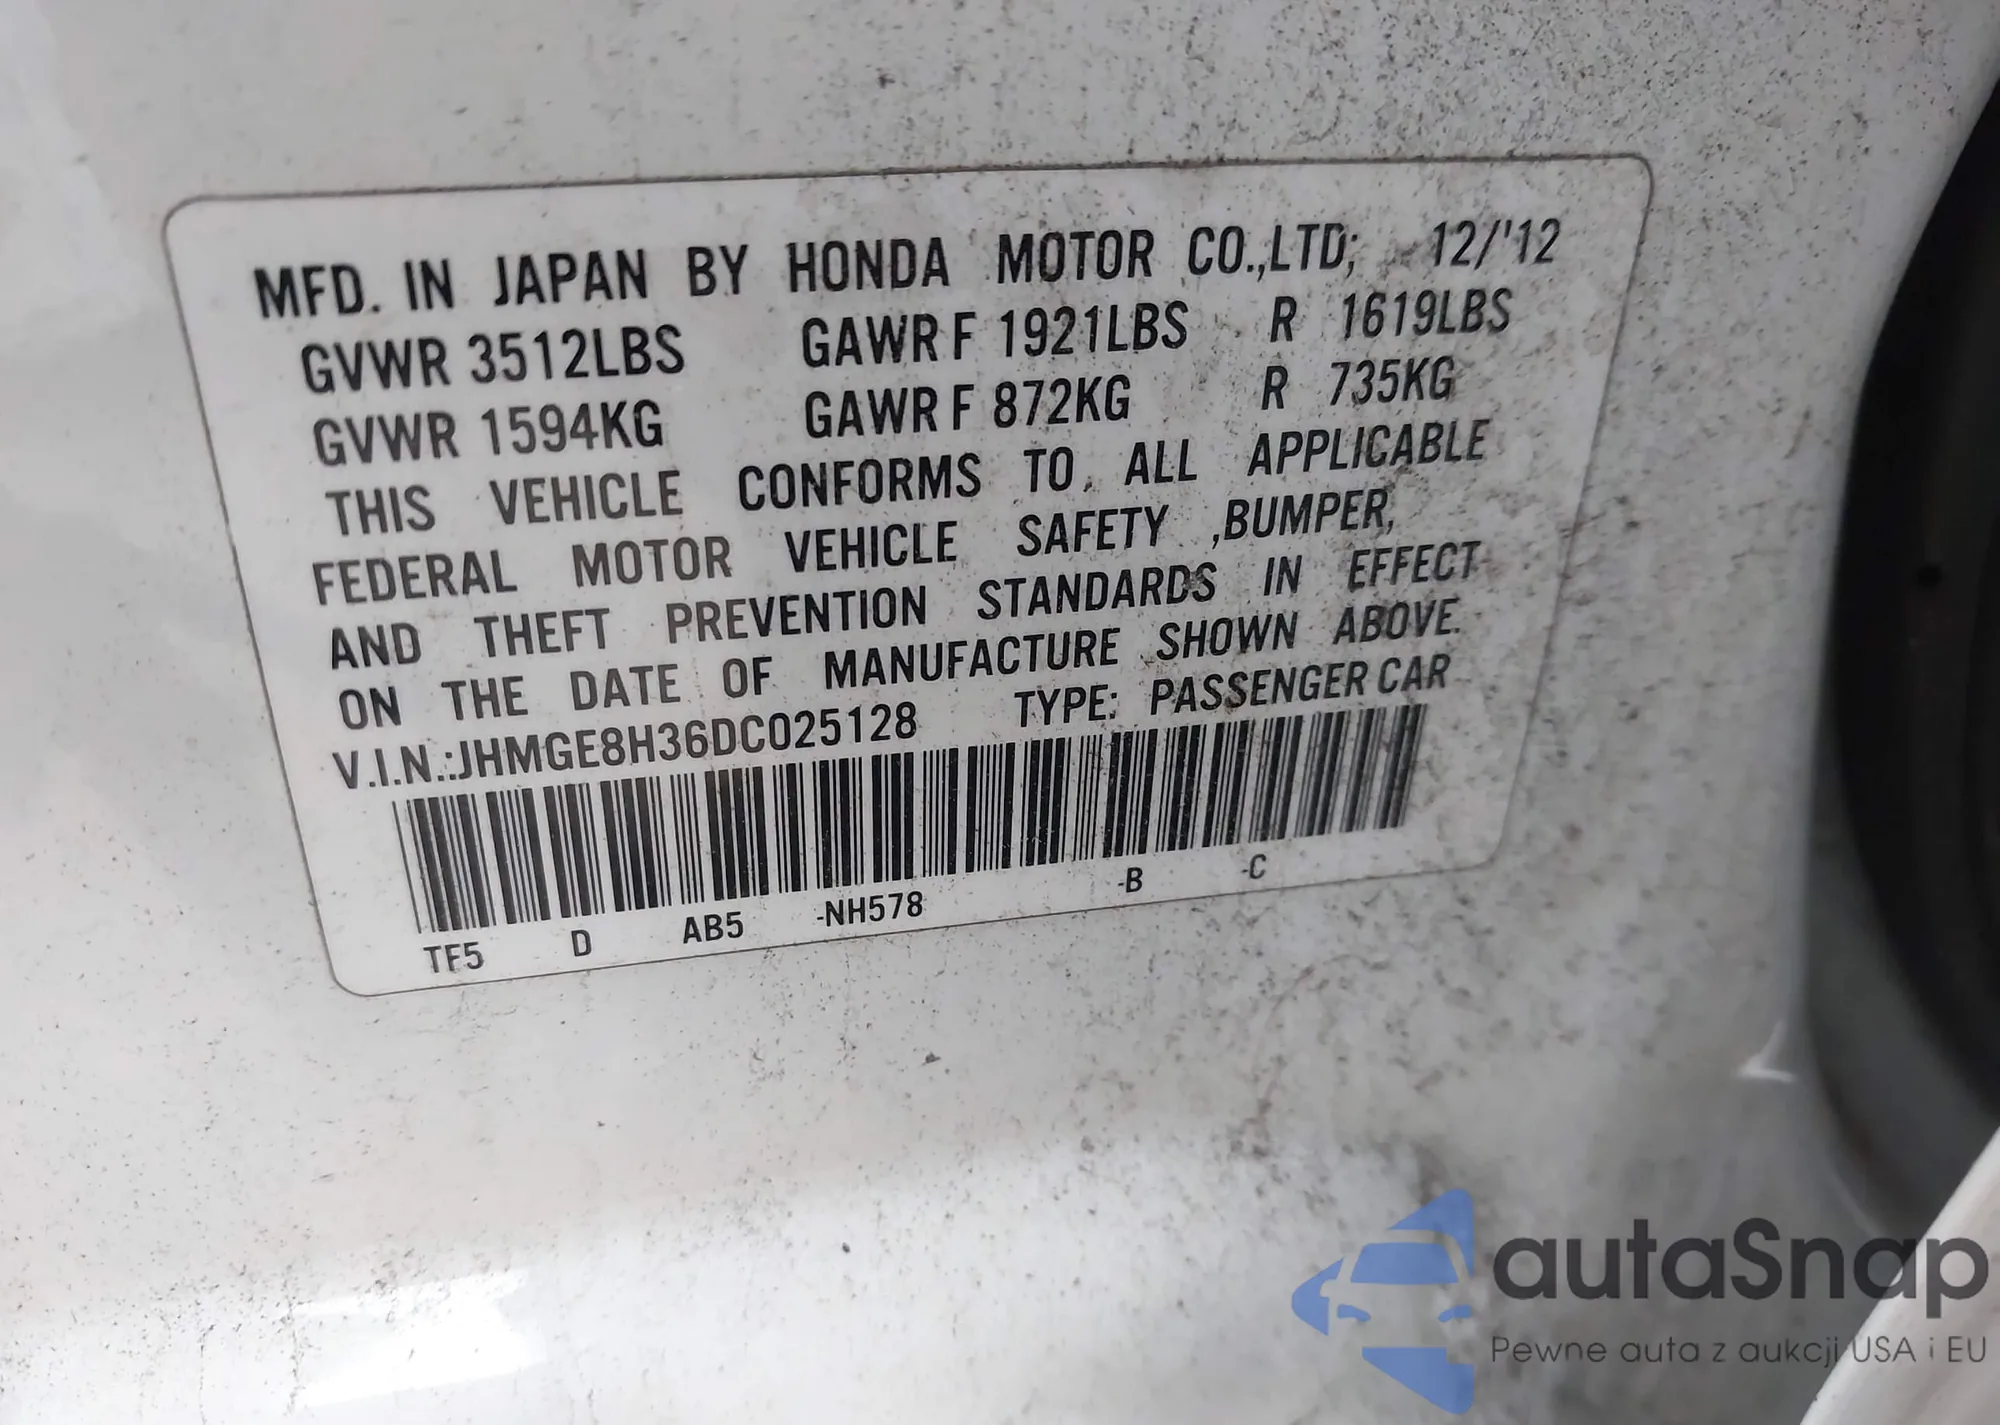 MFD. IN JAPAN BY HONDA MOTOR CO.,LTD; 12/'12
GVWR 3512LBS GAWR F 1921LBS R 1619LBS
GVWR 1594KG GAWR F 872KG R 735KG
THIS VEHICLE CONFORMS TO ALL APPLICABLE
FEDERAL MOTOR VEHICLE SAFETY ,BUMPER,
AND THEFT PREVENTION STANDARDS IN EFFECT
ON THE DATE OF MANUFACTURE SHOWN ABOVE.
V.I.N.:JHMGE8H36DC025128 TYPE: PASSENGER CAR
TF5 D AB5 -NH578 -B -C
autaSnap
Pewne auta z aukcji USA i EU